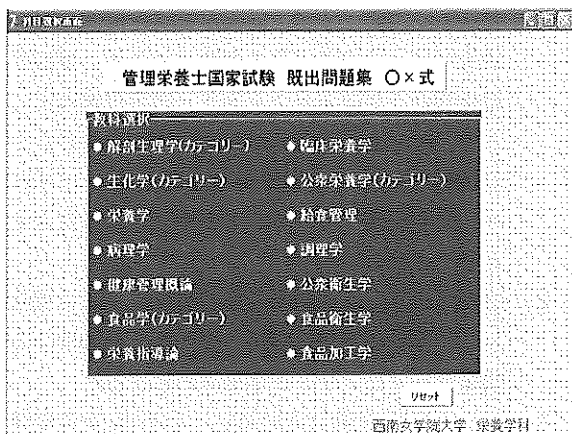 科目選択画面
管理栄養士国家試験 既出問題集 〇×式
教科選択
解剖生理学(カテゴリー)
臨床栄養学
生化学(カテゴリー)
公衆栄養学(カテゴリー)
栄養学
給食管理
病理学
調理学
健康管理概論
公衆衛生学
食品学(カテゴリー)
食品衛生学
栄養指導論
食品加工学
リセット
西南女学院大学 栄養学科